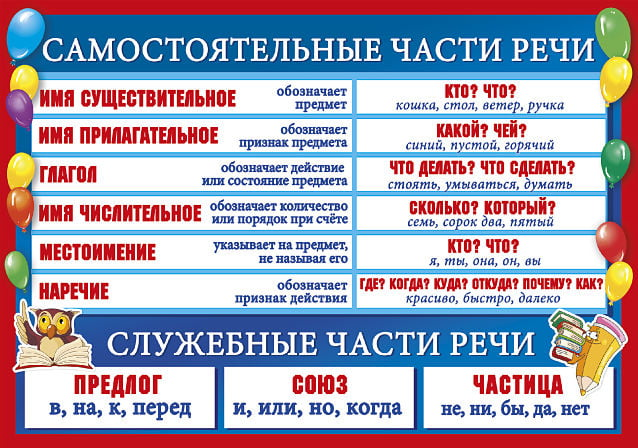 САМОСТОЯТЕЛЬНЫЕ ЧАСТИ РЕЧИ
ИМЯ СУЩЕСТВИТЕЛЬНОЕ
обозначает
предмет
КТО? ЧТО?
кошка, стол, ветер, ручка
ИМЯ ПРИЛАГАТЕЛЬНОЕ
обозначает
признак предмета
КАКОЙ? ЧЕЙ?
синий, пустой, горячий
ГЛАГОЛ
обозначает действие
или состояние предмета
ЧТО ДЕЛАТЬ? ЧТО СДЕЛАТЬ?
стоять, умываться, думать
ИМЯ ЧИСЛИТЕЛЬНОЕ
обозначает количество
или порядок при счёте
СКОЛЬКО? КОТОРЫЙ?
семь, сорок два, пятый
МЕСТОИМЕНИЕ
указывает на предмет,
не называя его
КТО? ЧТО?
я, ты, она, он, вы
НАРЕЧИЕ
обозначает
признак действия
ГДЕ? КОГДА? КУДА? ОТКУДА? ПОЧЕМУ? КАК?
красиво, быстро, далеко
СЛУЖЕБНЫЕ ЧАСТИ РЕЧИ
ПРЕДЛОГ
в, на, к, перед
СОЮЗ
и, или, но, когда
ЧАСТИЦА
не, ни, бы, да, нет